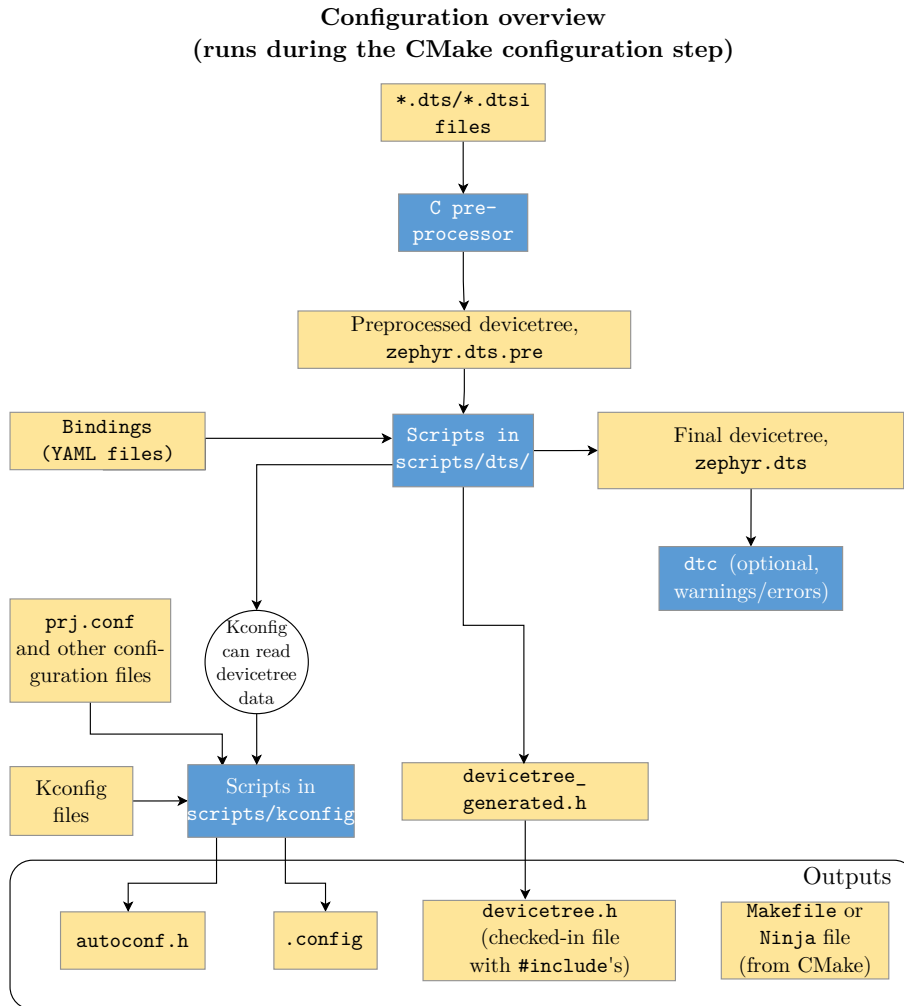 Configuration overview
(runs during the CMake configuration step)
*.dts/*.dtsi
files
C pre-
processor
Preprocessed devicetree,
zephyr.dts.pre
Bindings
(YAML files)
Scripts in
scripts/dts/
Final devicetree,
zephyr.dts
dtc (optional,
warnings/errors)
prj.conf
and other confi-
guration files
Kconfig
can read
devicetree
data
Kconfig
files
Scripts in
scripts/kconfig
devicetree_
generated.h
Outputs
autoconf.h
.config
devicetree.h
(checked-in file
with #include's)
Makefile or
Ninja file
(from CMake)